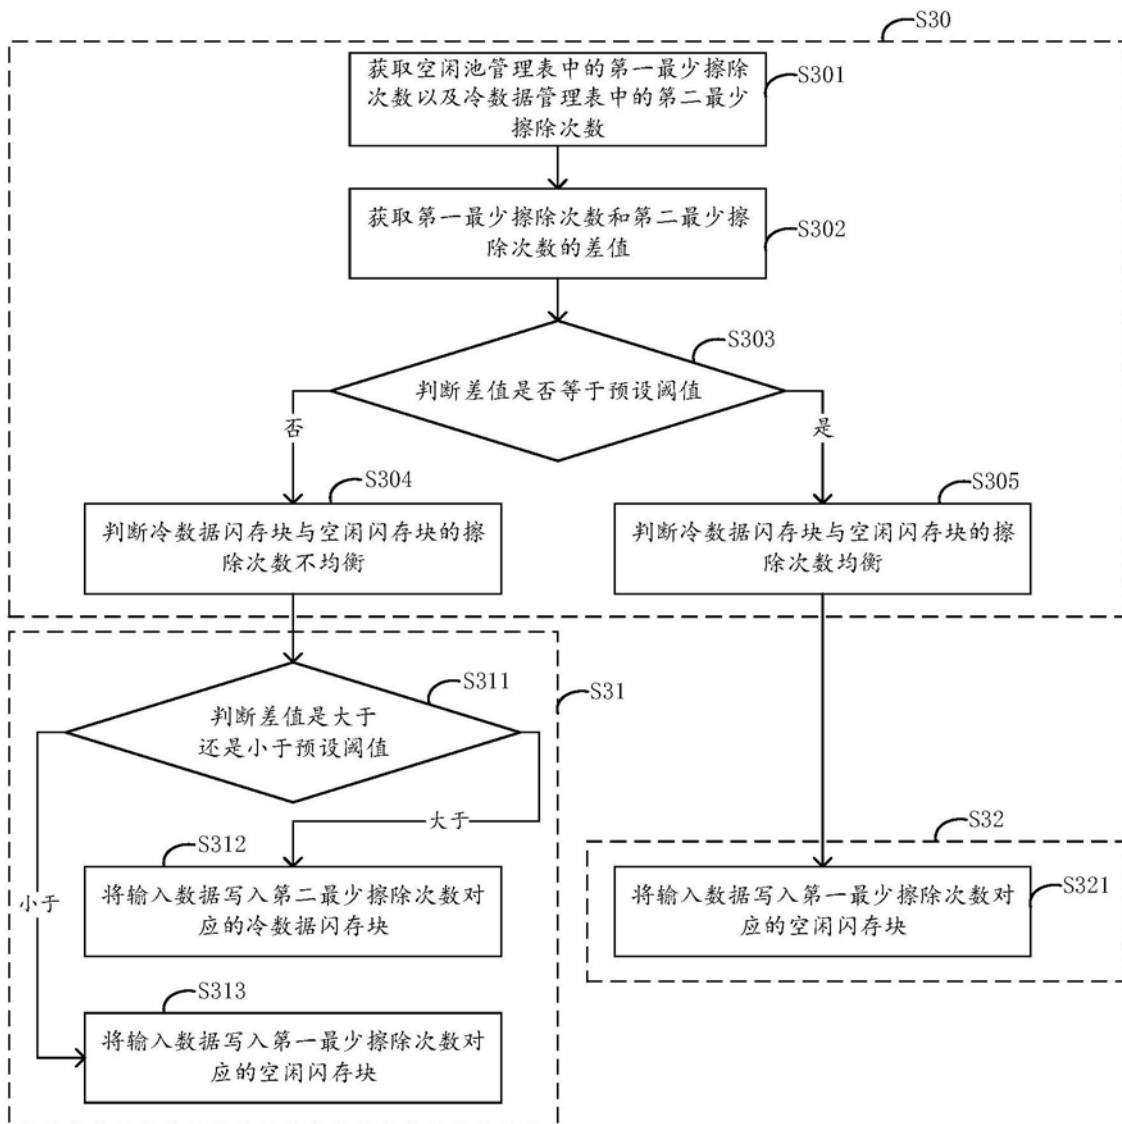 S30
获取空闲池管理表中的第一最少擦除
次数以及冷数据管理表中的第二最少
擦除次数
S301
获取第一最少擦除次数和第二最少擦
除次数的差值
S302
S303
判断差值是否等于预设阈值
否
是
S304
S305
判断冷数据闪存块与空闲闪存块的擦
除次数不均衡
判断冷数据闪存块与空闲闪存块的擦
除次数均衡
S311
S31
判断差值是大于
还是小于预设阈值
大于
S312
S32
小于
将输入数据写入第二最少擦除次数对
应的冷数据闪存块
将输入数据写入第一最少擦除次数对
应的空闲闪存块
S321
S313
将输入数据写入第一最少擦除次数对
应的空闲闪存块